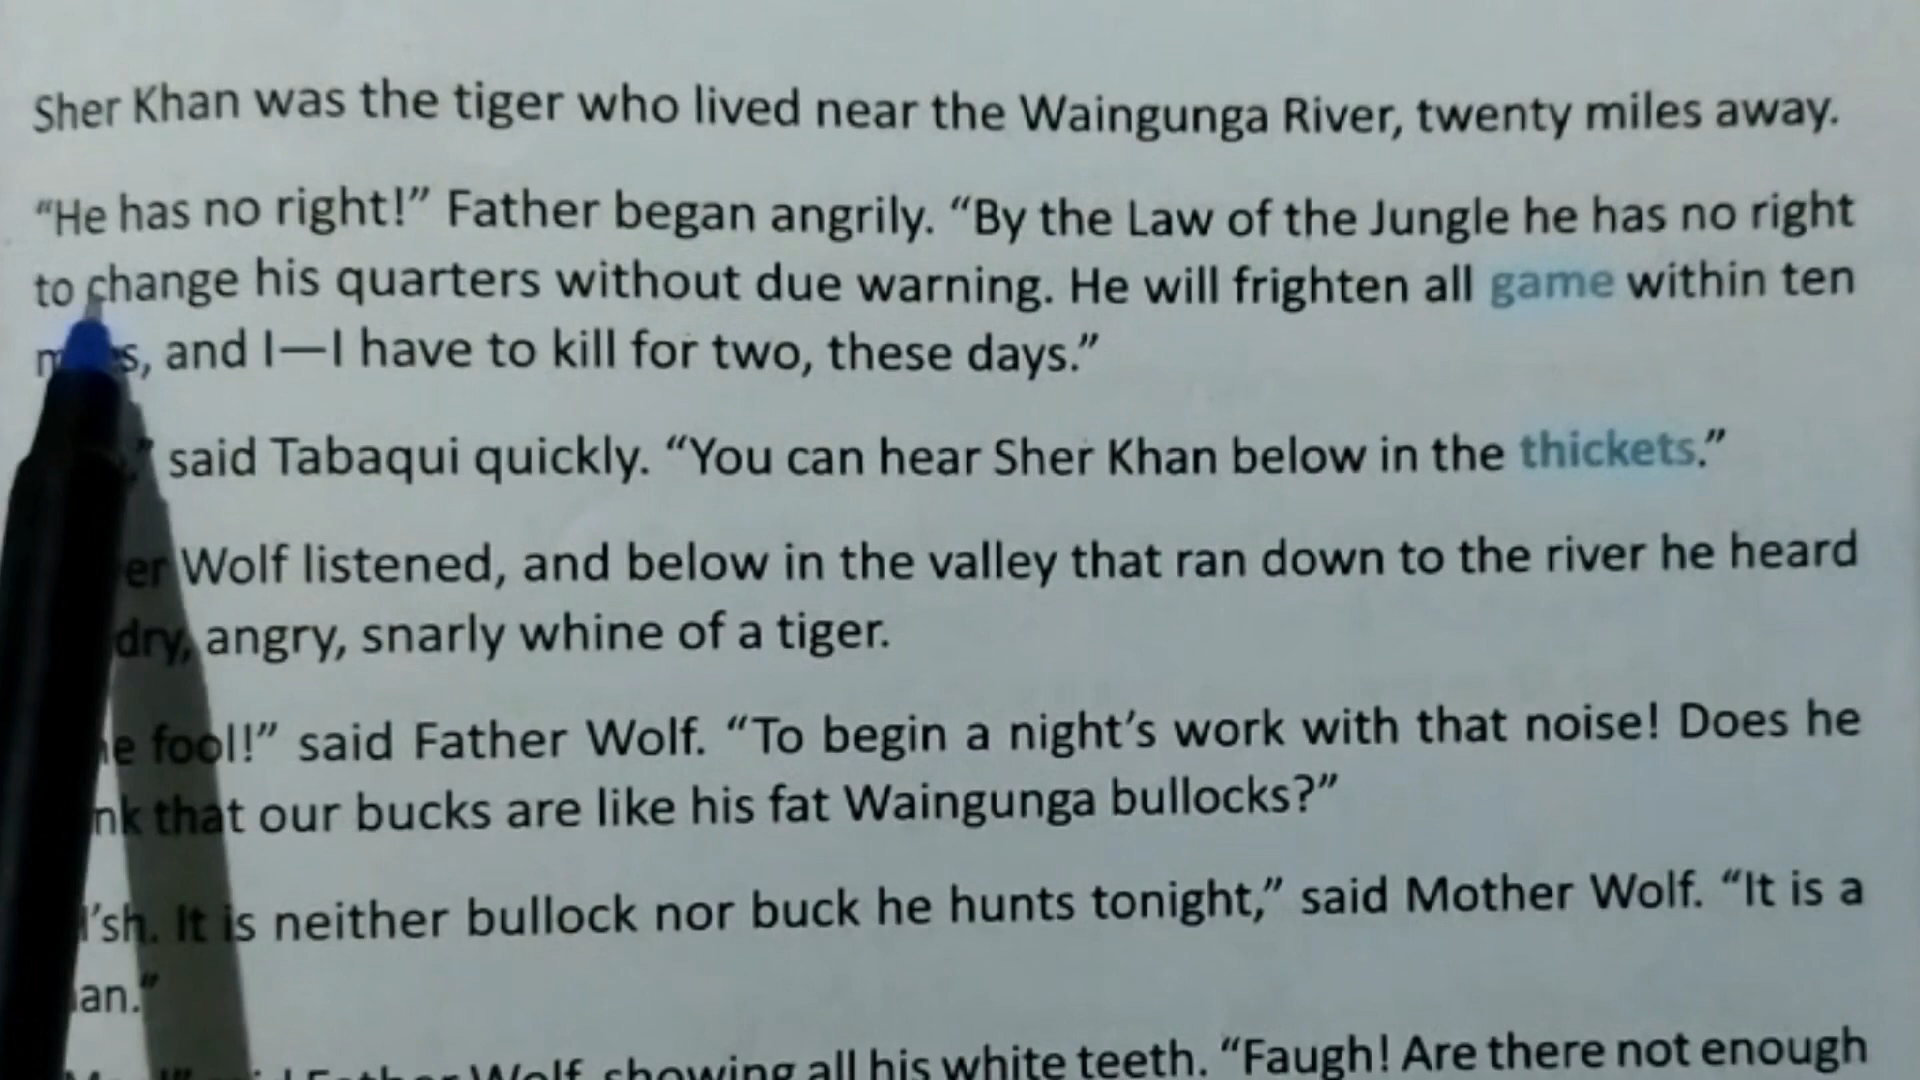 Sher Khan was the tiger who lived near the Waingunga River, twenty miles away.
“He has no right!” Father began angrily. “By the Law of the Jungle he has no right
to change his quarters without due warning. He will frighten all game within ten
and I—I have to kill for two, these days.”
said Tabaqui quickly. “You can hear Sher Khan below in the thickets.”
Wolf listened, and below in the valley that ran down to the river he heard
dry, angry, snarly whine of a tiger.
fool!” said Father Wolf. “To begin a night’s work with that noise! Does he
that our bucks are like his fat Waingunga bullocks?”
It is neither bullock nor buck he hunts tonight,” said Mother Wolf. “It is a
Father Wolf, showing all his white teeth. “Faugh! Are there not enough